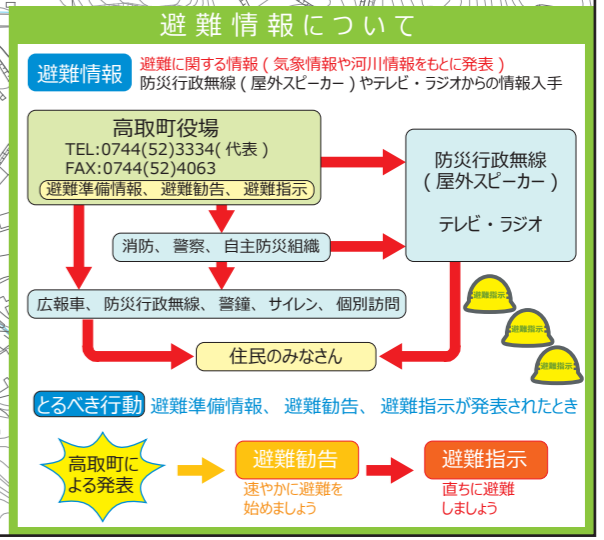 避難情報について
避難情報
避難に関する情報 ( 気象情報や河川情報をもとに発表 )
防災行政無線 ( 屋外スピーカー ) やテレビ・ラジオからの情報入手
高取町役場
TEL:0744(52)3334( 代表 )
FAX:0744(52)4063
避難準備情報、避難勧告、避難指示
防災行政無線
( 屋外スピーカー )
テレビ・ラジオ
消防、警察、自主防災組織
広報車、防災行政無線、警鐘、サイレン、個別訪問
避難指示
避難指示
避難指示
住民のみなさん
とるべき行動
避難準備情報、避難勧告、避難指示が発表されたとき
高取町に
よる発表
避難勧告
速やかに避難を
始めましょう
避難指示
直ちに避難
しましょう